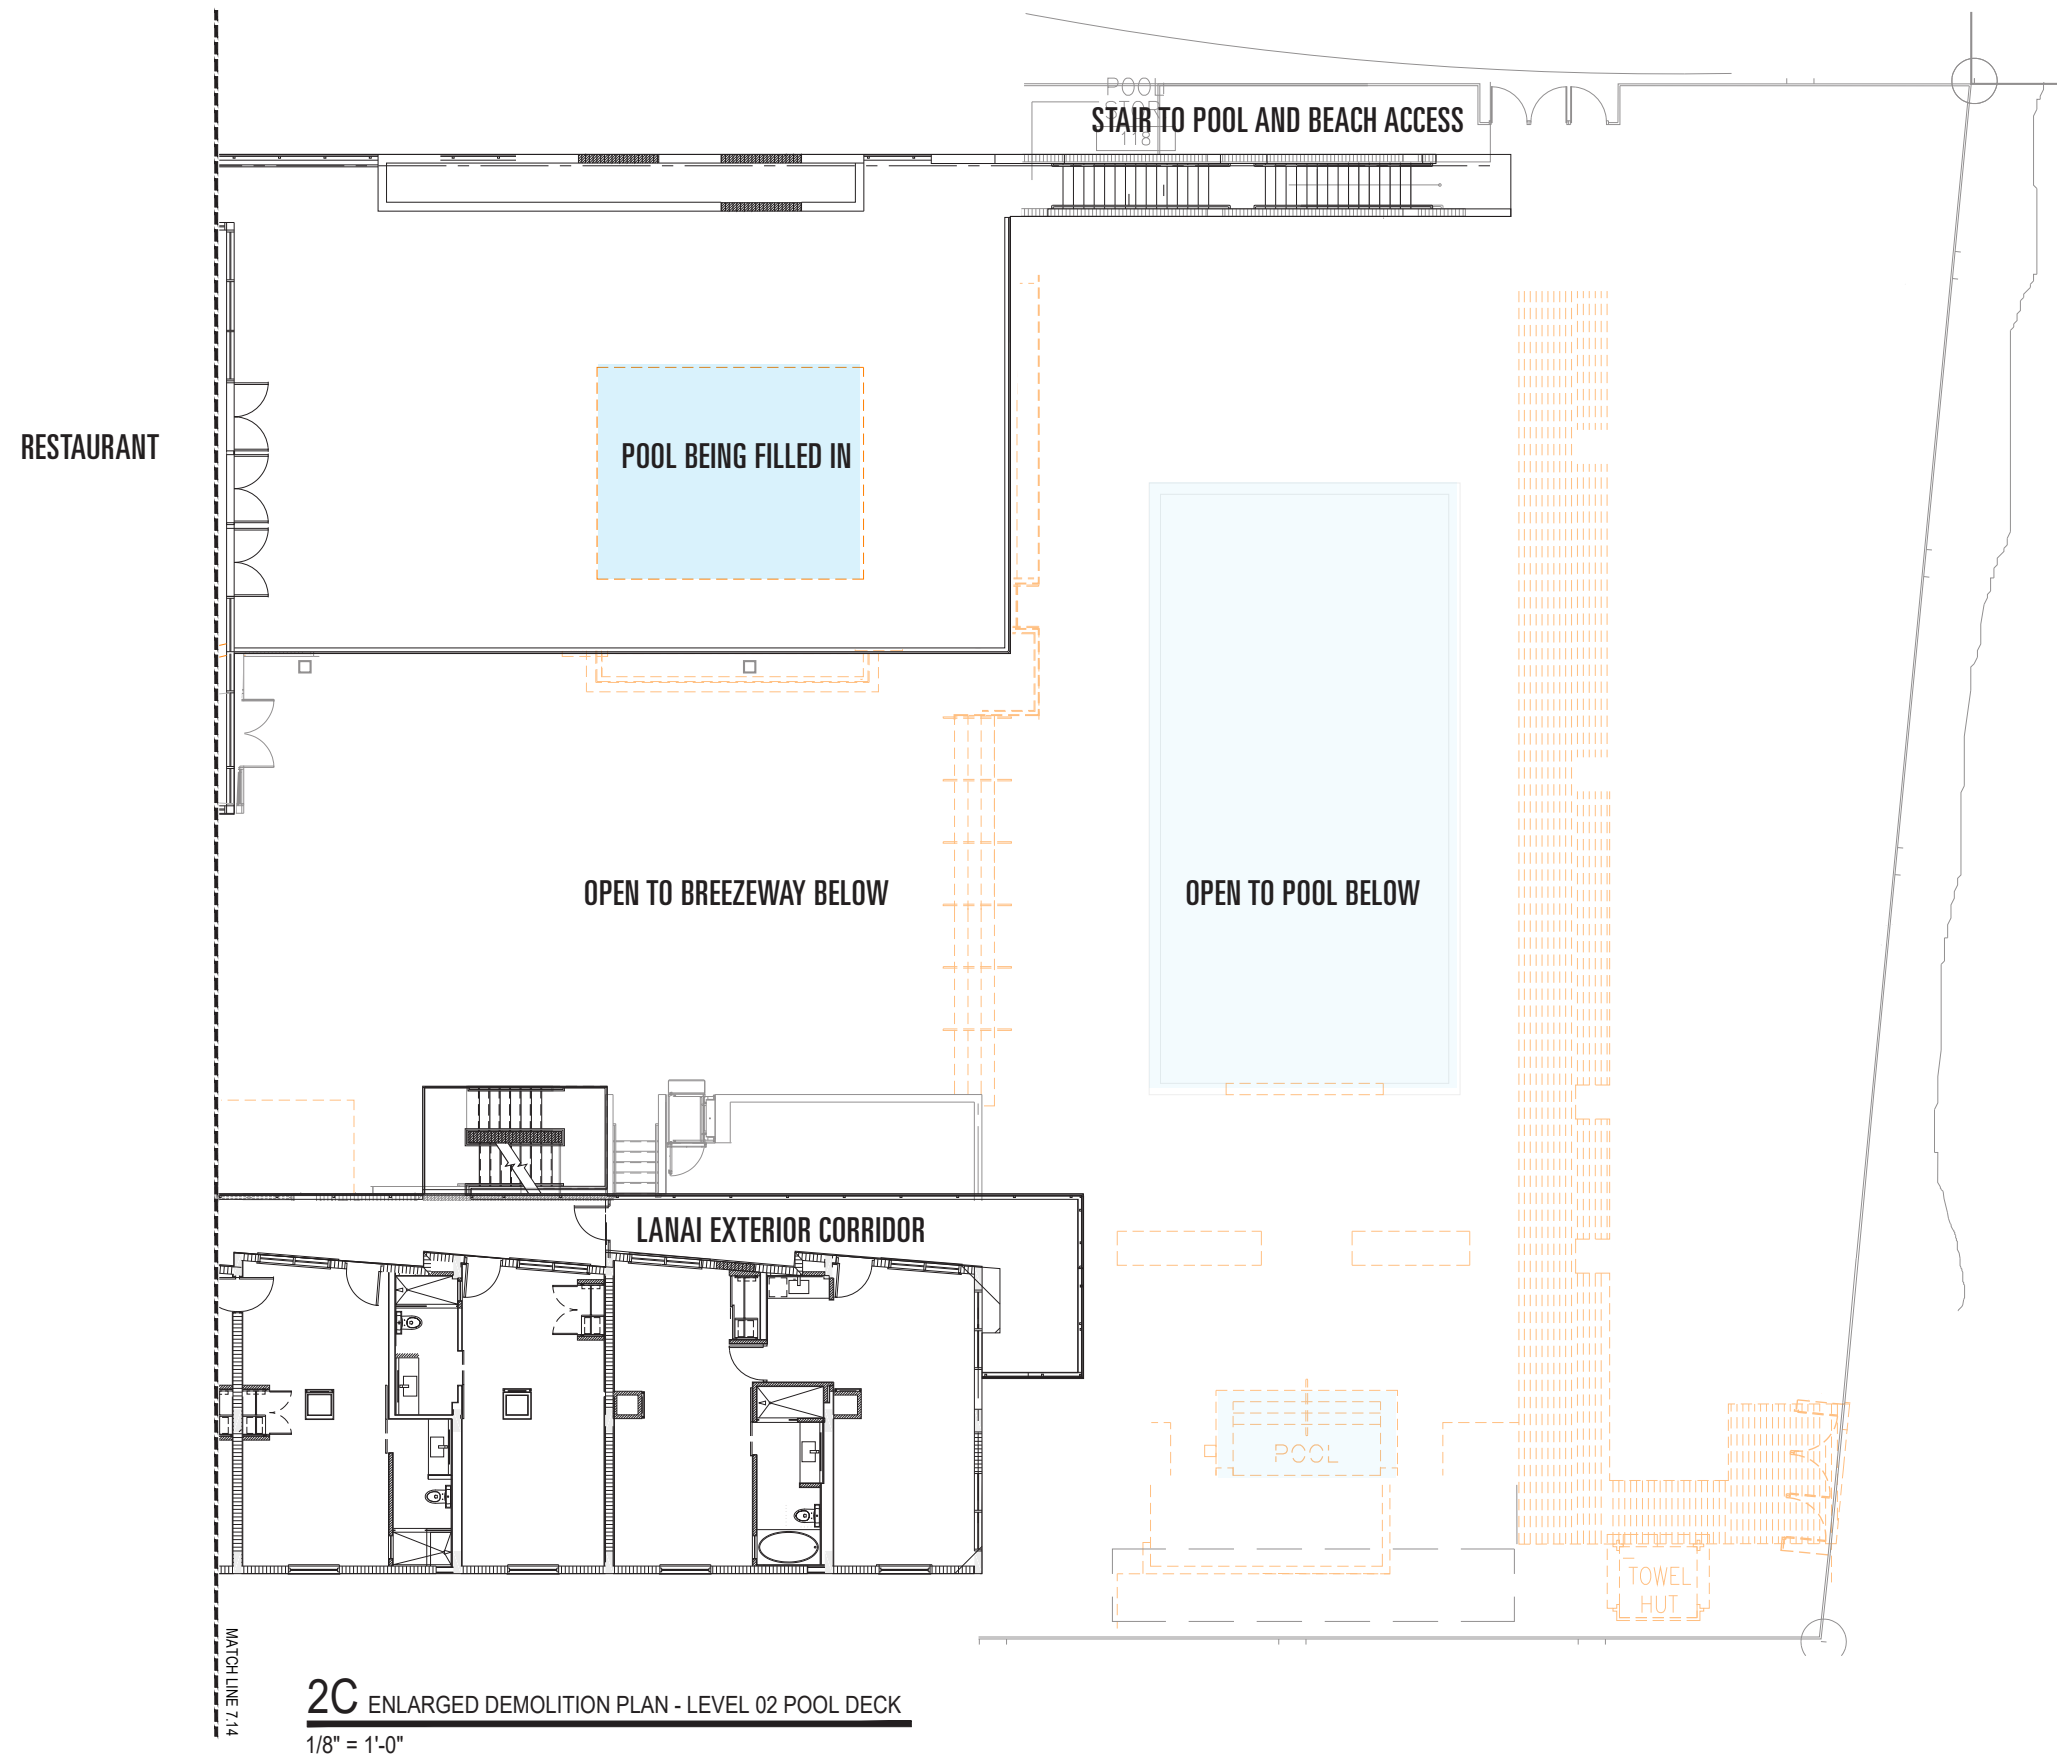 POOL
STOR
118
STAIR TO POOL AND BEACH ACCESS
RESTAURANT
POOL BEING FILLED IN
OPEN TO BREEZEWAY BELOW
OPEN TO POOL BELOW
LANAI EXTERIOR CORRIDOR
POOL
TOWEL
HUT
MATCH LINE 7.14
2C ENLARGED DEMOLITION PLAN - LEVEL 02 POOL DECK
1/8" = 1'-0"